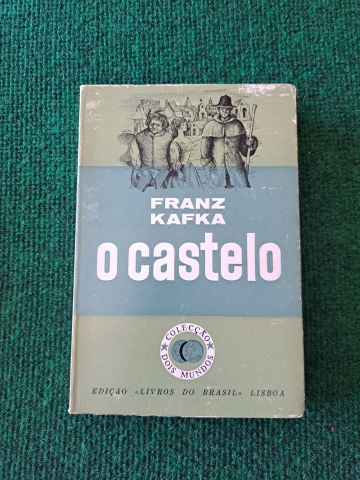 FRANZ
KAFKA
o castelo
COLECÇÃO
DOIS MUNDOS
EDIÇÃO «LIVROS DO BRASIL» LISBOA